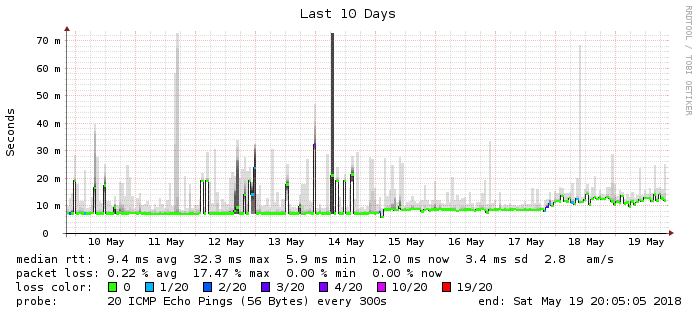 Last 10 Days
RRDTOOL / TOBI OETIKER
Seconds
70 m
60 m
50 m
40 m
30 m
20 m
10 m
0
10 May 11 May 12 May 13 May 14 May 15 May 16 May 17 May 18 May 19 May
median rtt: 9.4 ms avg 32.3 ms max 5.9 ms min 12.0 ms now 3.4 ms sd 2.8 am/s
packet loss: 0.22 % avg 17.47 % max 0.00 % min 0.00 % now
loss color: 0 1/20 2/20 3/20 4/20 10/20 19/20
probe: 20 ICMP Echo Pings (56 Bytes) every 300s end: Sat May 19 20:05:05 2018